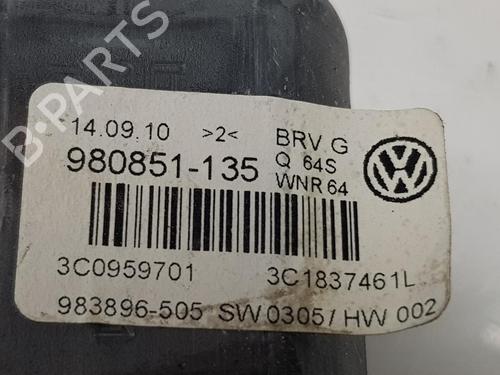 14.09.10 >2< BRV G
980851-135 Q 64S
WNR 64
3C0959701 3C1837461L
983896-505 SW 0305/ HW 002
B-PARTS